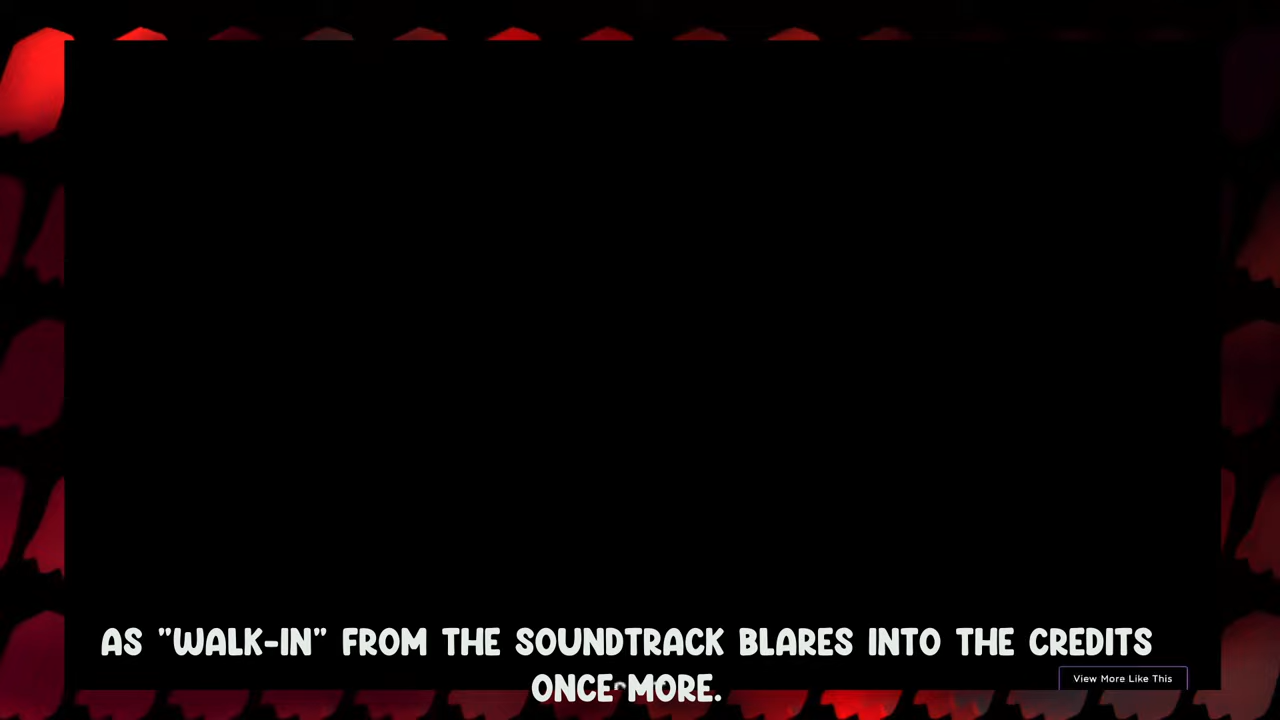 AS "WALK-IN" FROM THE SOUNDTRACK BLARES INTO THE CREDITS
ONCE MORE.
View More Like This